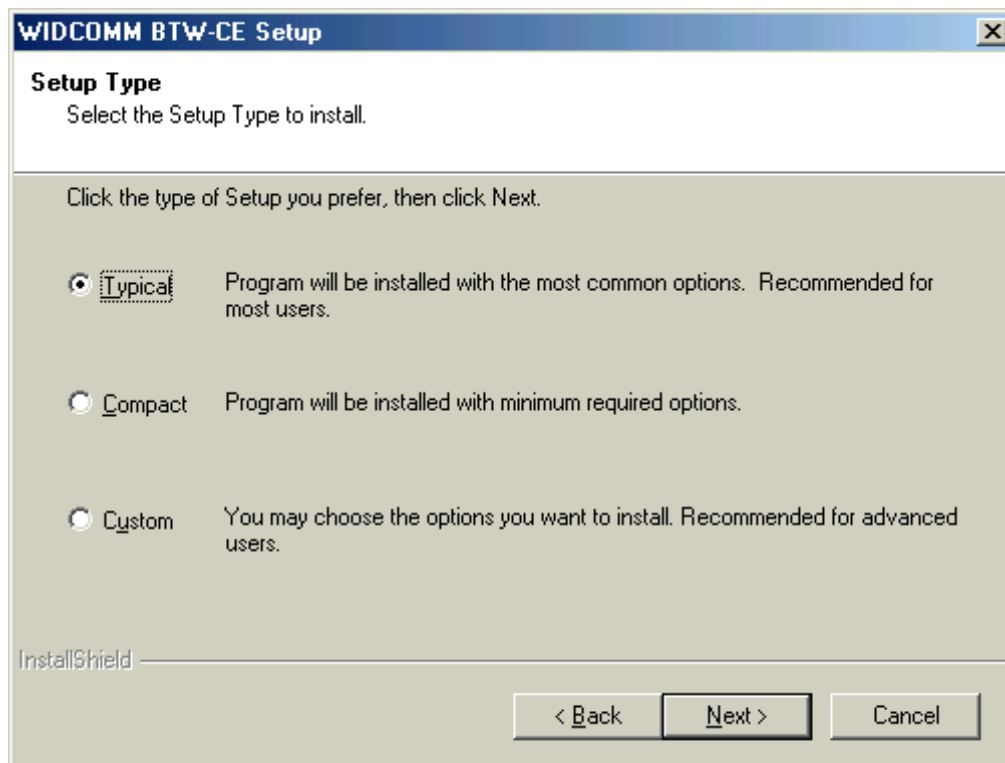 WIDCOMM BTW-CE Setup
Setup Type
Select the Setup Type to install.
Click the type of Setup you prefer, then click Next.
Typical
Program will be installed with the most common options.  Recommended for
most users.
Compact
Program will be installed with minimum required options.
Custom
You may choose the options you want to install. Recommended for advanced
users.
InstallShield
< Back
Next >
Cancel